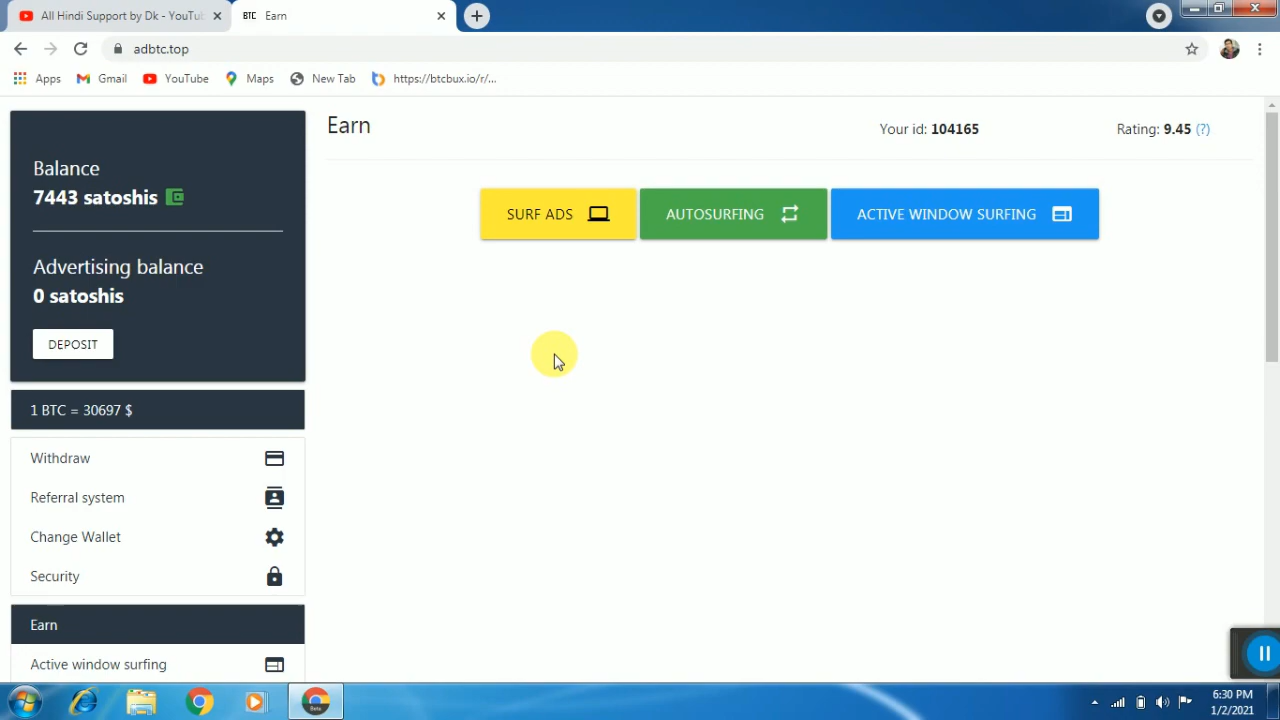 All Hindi Support by Dk - YouTu
BTC Earn
adbtc.top
Apps Gmail YouTube Maps New Tab https://btcbux.io/r/...
Balance
7443 satoshis
Advertising balance
0 satoshis
DEPOSIT
1 BTC = 30697 $
Withdraw
Referral system
Change Wallet
Security
Earn
Active window surfing
Earn
Your id: 104165
Rating: 9.45 (?)
SURF ADS
AUTOSURFING
ACTIVE WINDOW SURFING
Beta
6:30 PM
1/2/2021